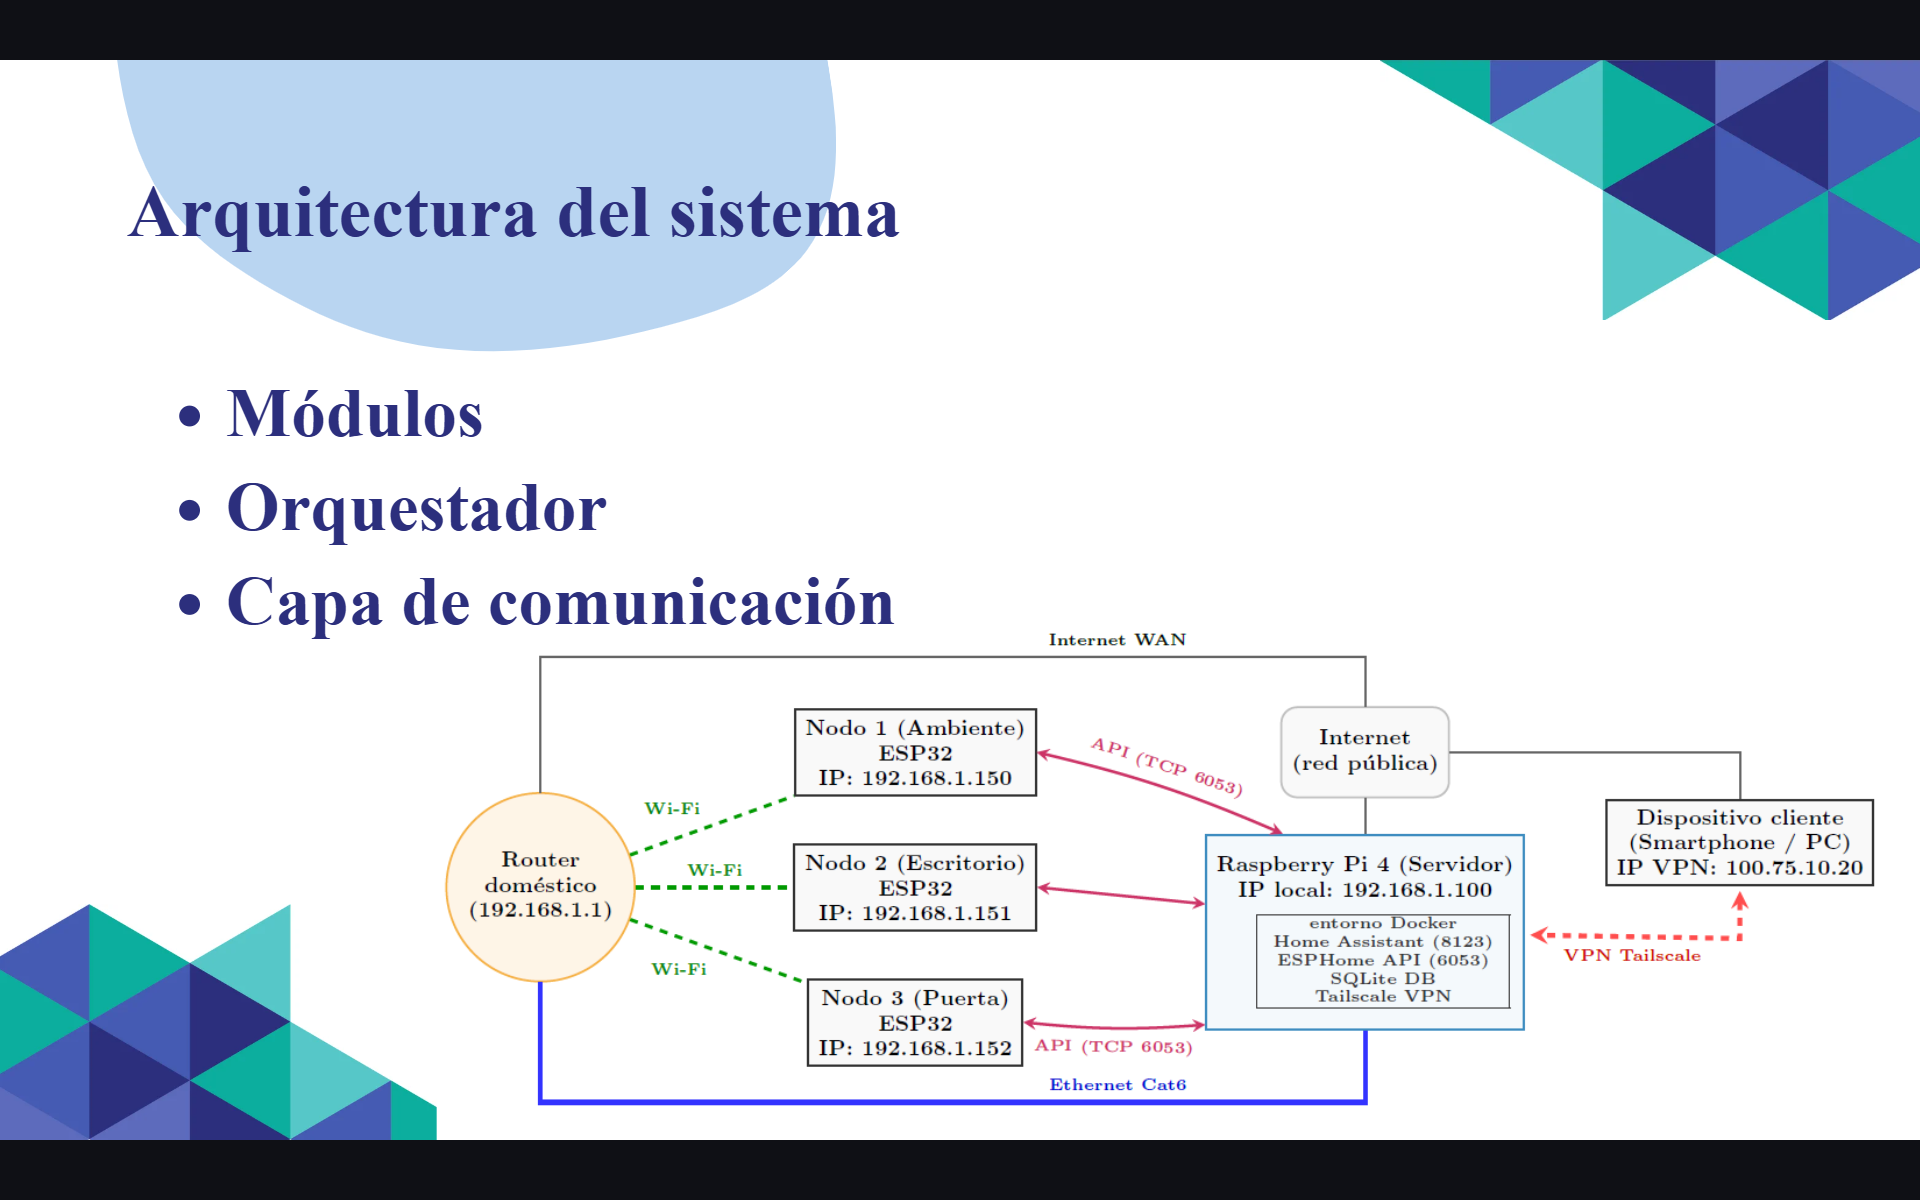 Arquitectura del sistema
• Módulos
• Orquestador
• Capa de comunicación
Internet WAN
Nodo 1 (Ambiente)
ESP32
IP: 192.168.1.150
API (TCP 6053)
Internet
(red pública)
Wi-Fi
Dispositivo cliente
(Smartphone / PC)
IP VPN: 100.75.10.20
Router
doméstico
(192.168.1.1)
Wi-Fi
Nodo 2 (Escritorio)
ESP32
IP: 192.168.1.151
Raspberry Pi 4 (Servidor)
IP local: 192.168.1.100
entorno Docker
Home Assistant (8123)
ESPHome API (6053)
SQLite DB
Tailscale VPN
VPN Tailscale
Wi-Fi
Nodo 3 (Puerta)
ESP32
IP: 192.168.1.152
API (TCP 6053)
Ethernet Cat6